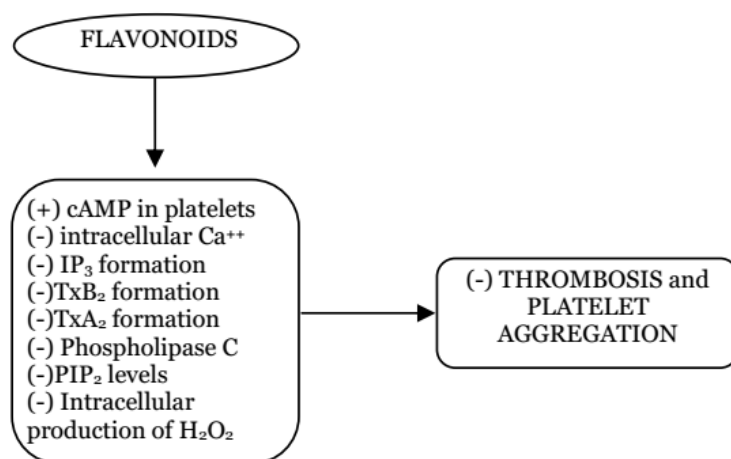 FLAVONOIDS
(+) cAMP in platelets
(-) intracellular Ca⁺⁺
(-) IP₃ formation
(-)TxB₂ formation
(-)TxA₂ formation
(-) Phospholipase C
(-)PIP₂ levels
(-) Intracellular
production of H₂O₂
(-) THROMBOSIS and
PLATELET
AGGREGATION